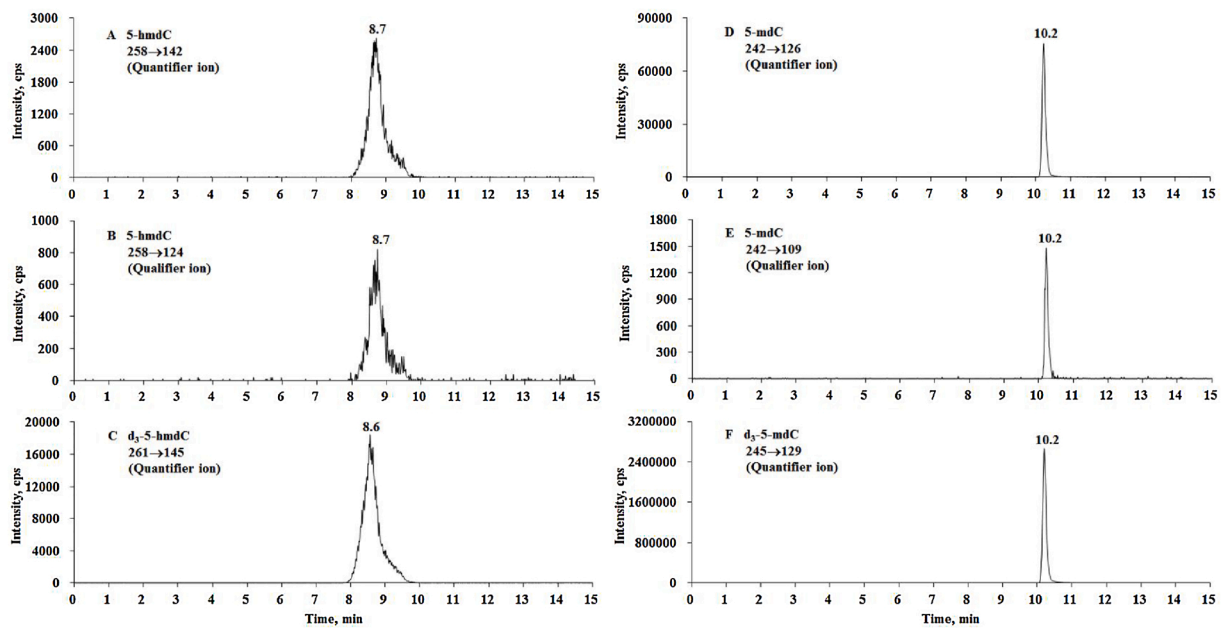 A 5-hmdC
258→142
(Quantifier ion)
8.7
Intensity, cps
3000
2400
1800
1200
600
0
0 1 2 3 4 5 6 7 8 9 10 11 12 13 14 15
B 5-hmdC
258→124
(Qualifier ion)
8.7
Intensity, cps
1000
800
600
400
200
0
0 1 2 3 4 5 6 7 8 9 10 11 12 13 14 15
C d₃-5-hmdC
261→145
(Quantifier ion)
8.6
Intensity, cps
20000
16000
12000
8000
4000
0
0 1 2 3 4 5 6 7 8 9 10 11 12 13 14 15
Time, min
D 5-mdC
242→126
(Quantifier ion)
10.2
Intensity, cps
90000
60000
30000
0
0 1 2 3 4 5 6 7 8 9 10 11 12 13 14 15
E 5-mdC
242→109
(Qualifier ion)
10.2
Intensity, cps
1800
1500
1200
900
600
300
0
0 1 2 3 4 5 6 7 8 9 10 11 12 13 14 15
F d₃-5-mdC
245→129
(Quantifier ion)
10.2
Intensity, cps
3200000
2400000
1600000
800000
0
0 1 2 3 4 5 6 7 8 9 10 11 12 13 14 15
Time, min